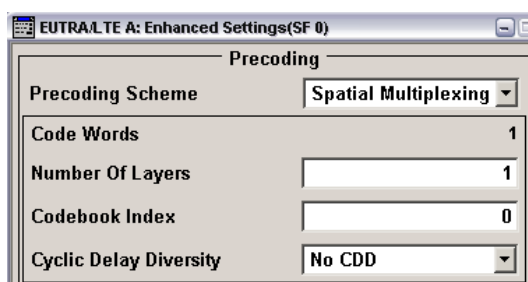 EUTRA/LTE A: Enhanced Settings(SF 0)
Precoding
Precoding Scheme Spatial Multiplexing
Code Words 1
Number Of Layers 1
Codebook Index 0
Cyclic Delay Diversity No CDD